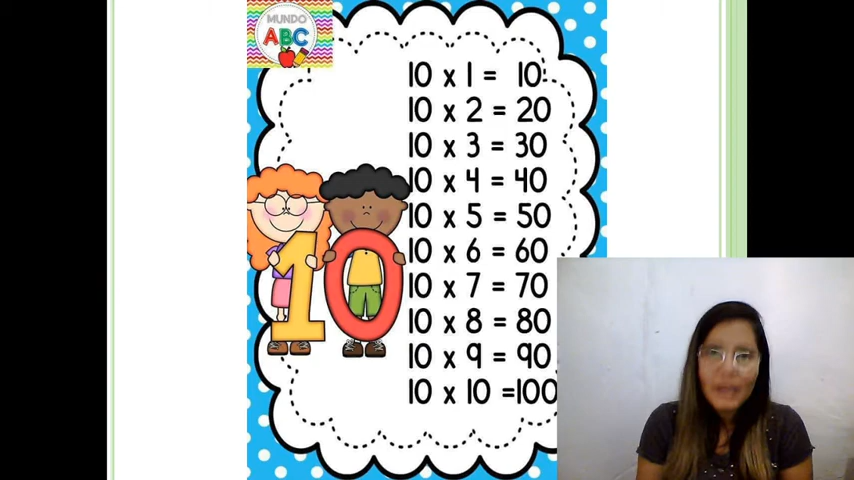 MUNDO
ABC
10 x 1 = 10
10 x 2 = 20
10 x 3 = 30
10 x 4 = 40
10 x 5 = 50
10 x 6 = 60
10 x 7 = 70
10 x 8 = 80
10 x 9 = 90
10 x 10 =100
10